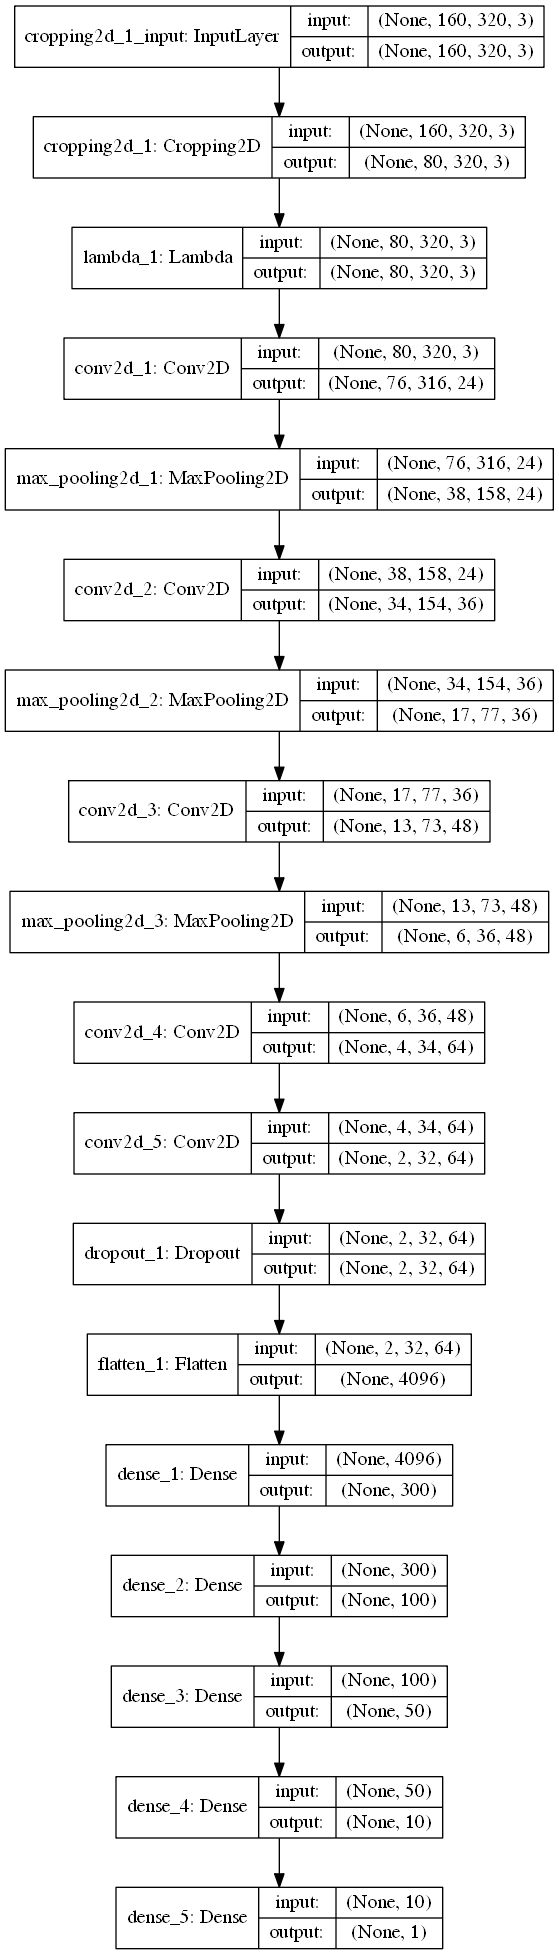 cropping2d_1_input: InputLayer
input: (None, 160, 320, 3)
output: (None, 160, 320, 3)
cropping2d_1: Cropping2D
input: (None, 160, 320, 3)
output: (None, 80, 320, 3)
lambda_1: Lambda
input: (None, 80, 320, 3)
output: (None, 80, 320, 3)
conv2d_1: Conv2D
input: (None, 80, 320, 3)
output: (None, 76, 316, 24)
max_pooling2d_1: MaxPooling2D
input: (None, 76, 316, 24)
output: (None, 38, 158, 24)
conv2d_2: Conv2D
input: (None, 38, 158, 24)
output: (None, 34, 154, 36)
max_pooling2d_2: MaxPooling2D
input: (None, 34, 154, 36)
output: (None, 17, 77, 36)
conv2d_3: Conv2D
input: (None, 17, 77, 36)
output: (None, 13, 73, 48)
max_pooling2d_3: MaxPooling2D
input: (None, 13, 73, 48)
output: (None, 6, 36, 48)
conv2d_4: Conv2D
input: (None, 6, 36, 48)
output: (None, 4, 34, 64)
conv2d_5: Conv2D
input: (None, 4, 34, 64)
output: (None, 2, 32, 64)
dropout_1: Dropout
input: (None, 2, 32, 64)
output: (None, 2, 32, 64)
flatten_1: Flatten
input: (None, 2, 32, 64)
output: (None, 4096)
dense_1: Dense
input: (None, 4096)
output: (None, 300)
dense_2: Dense
input: (None, 300)
output: (None, 100)
dense_3: Dense
input: (None, 100)
output: (None, 50)
dense_4: Dense
input: (None, 50)
output: (None, 10)
dense_5: Dense
input: (None, 10)
output: (None, 1)